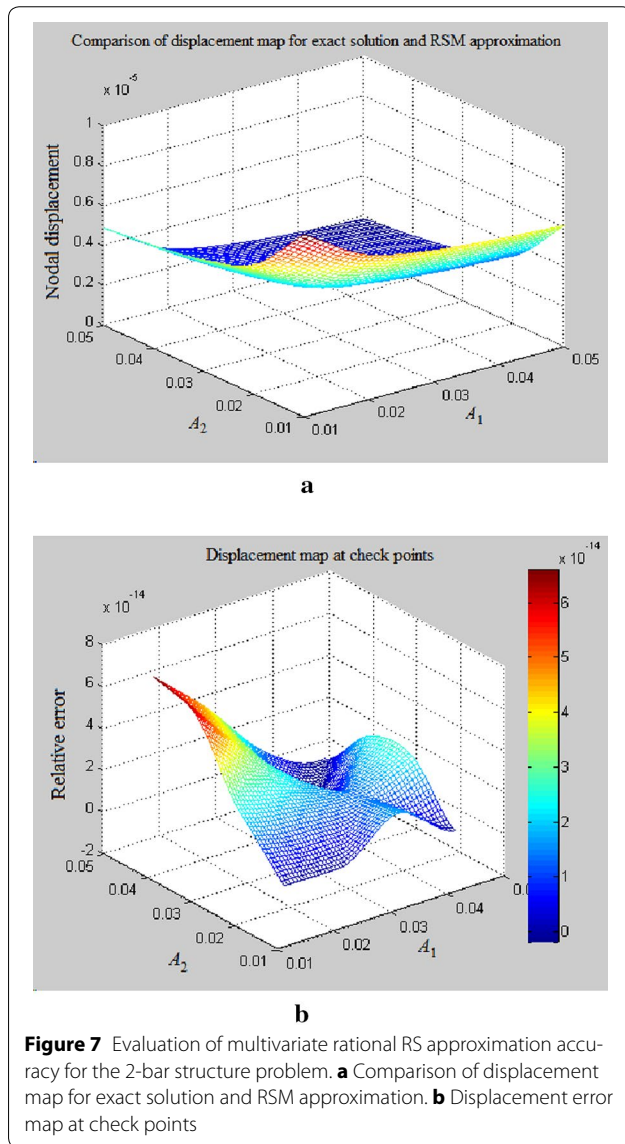 Comparison of displacement map for exact solution and RSM approximation
x 10^-5
1
0.8
0.6
0.4
0.2
0
Nodal displacement
0.05
0.04
0.03
0.02
0.01
A2
0.01
0.02
0.03
0.04
0.05
A1
a
Displacement map at check points
x 10^-14
8
6
4
2
0
-2
Relative error
0.05
0.04
0.03
0.02
0.01
A2
0.01
0.02
0.03
0.04
A1
x 10^-14
6
5
4
3
2
1
0
b
Figure 7 Evaluation of multivariate rational RS approximation accu-
racy for the 2-bar structure problem. a Comparison of displacement
map for exact solution and RSM approximation. b Displacement error
map at check points